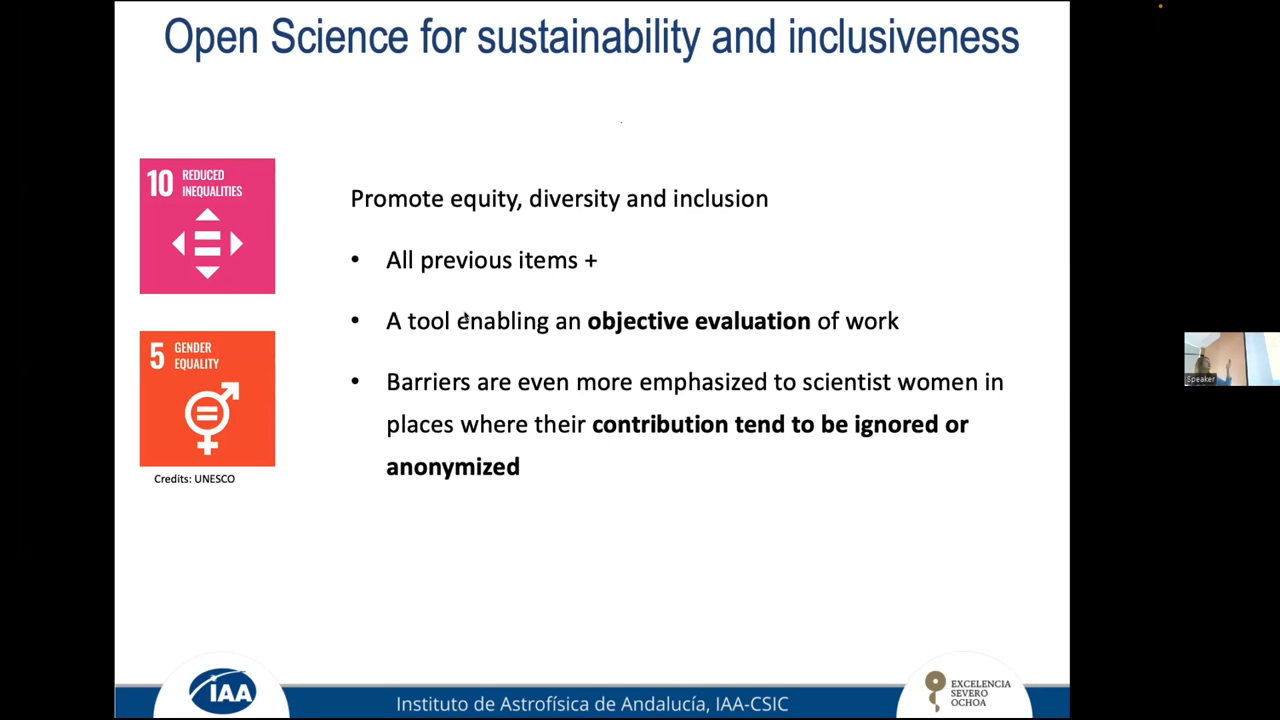 Open Science for sustainability and inclusiveness
10 REDUCED
INEQUALITIES
Promote equity, diversity and inclusion
• All previous items +
• A tool enabling an objective evaluation of work
5 GENDER
EQUALITY
• Barriers are even more emphasized to scientist women in
places where their contribution tend to be ignored or
anonymized
Credits: UNESCO
Speaker
IAA
Instituto de Astrofísica de Andalucía, IAA-CSIC
EXCELENCIA
SEVERO
OCHOA